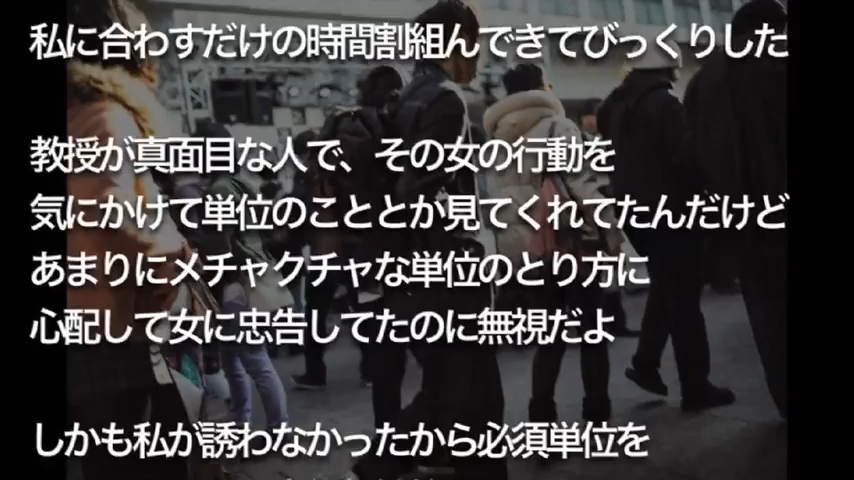 私に合わすだけの時間割組んできてびっくりした
教授が真面目な人で、その女の行動を
気にかけて単位のこととか見てくれてたんだけど
あまりにメチャクチャな単位のとり方に
心配して女に忠告してたのに無視だよ
しかも私が誘わなかったから必須単位を